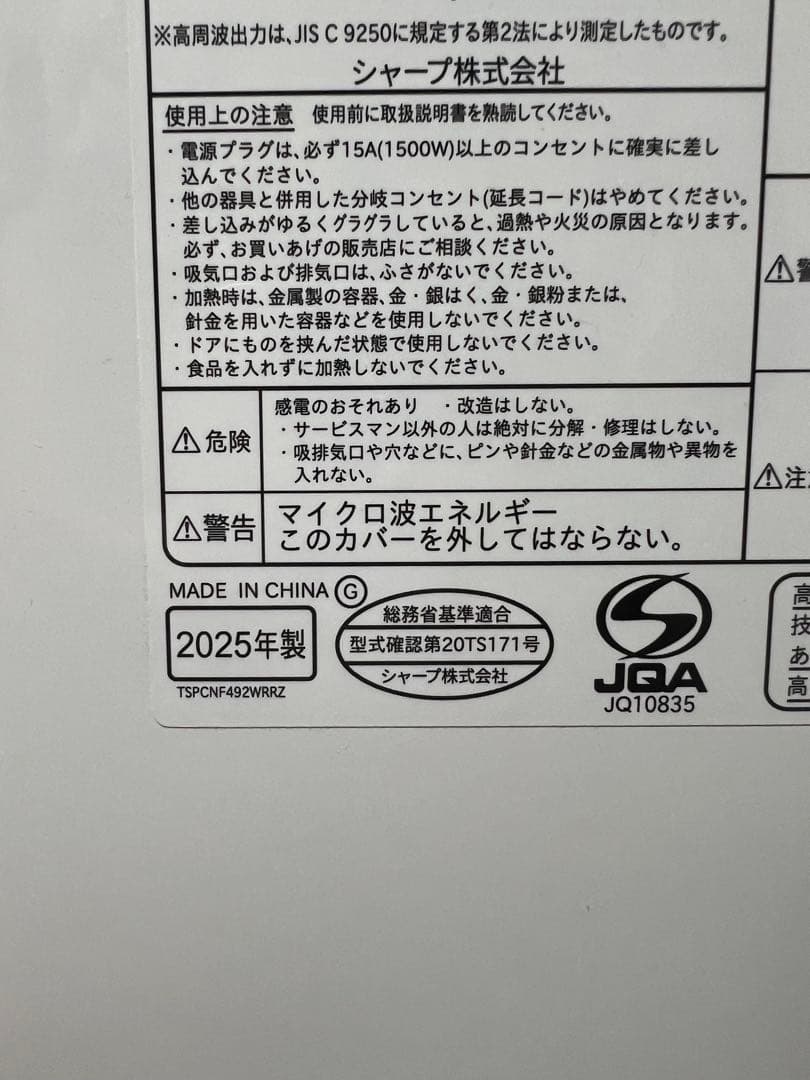 ※高周波出力は、JIS C 9250に規定する第2法により測定したものです。
シャープ株式会社
使用上の注意 使用前に取扱説明書を熟読してください。
・電源プラグは、必ず15A(1500W)以上のコンセントに確実に差し
込んでください。
・他の器具と併用した分岐コンセント(延長コード)はやめてください。
・差し込みがゆるくグラグラしていると、過熱や火災の原因となります。
必ず、お買いあげの販売店にご相談ください。
・吸気口および排気口は、ふさがないでください。
・加熱時は、金属製の容器、金・銀はく、金・銀粉または、
針金を用いた容器などを使用しないでください。
・ドアにものを挟んだ状態で使用しないでください。
・食品を入れずに加熱しないでください。
⚠危険
感電のおそれあり ・改造はしない。
・サービスマン以外の人は絶対に分解・修理はしない。
・吸排気口や穴などに、ピンや針金などの金属物や異物を
入れない。
⚠警告
マイクロ波エネルギー
このカバーを外してはならない。
⚠警
⚠注
MADE IN CHINA Ⓖ
2025年製
TSPCNF492WRRZ
総務省基準適合
型式確認第20TS171号
シャープ株式会社
JQA
JQ10835
高
技
あ
高